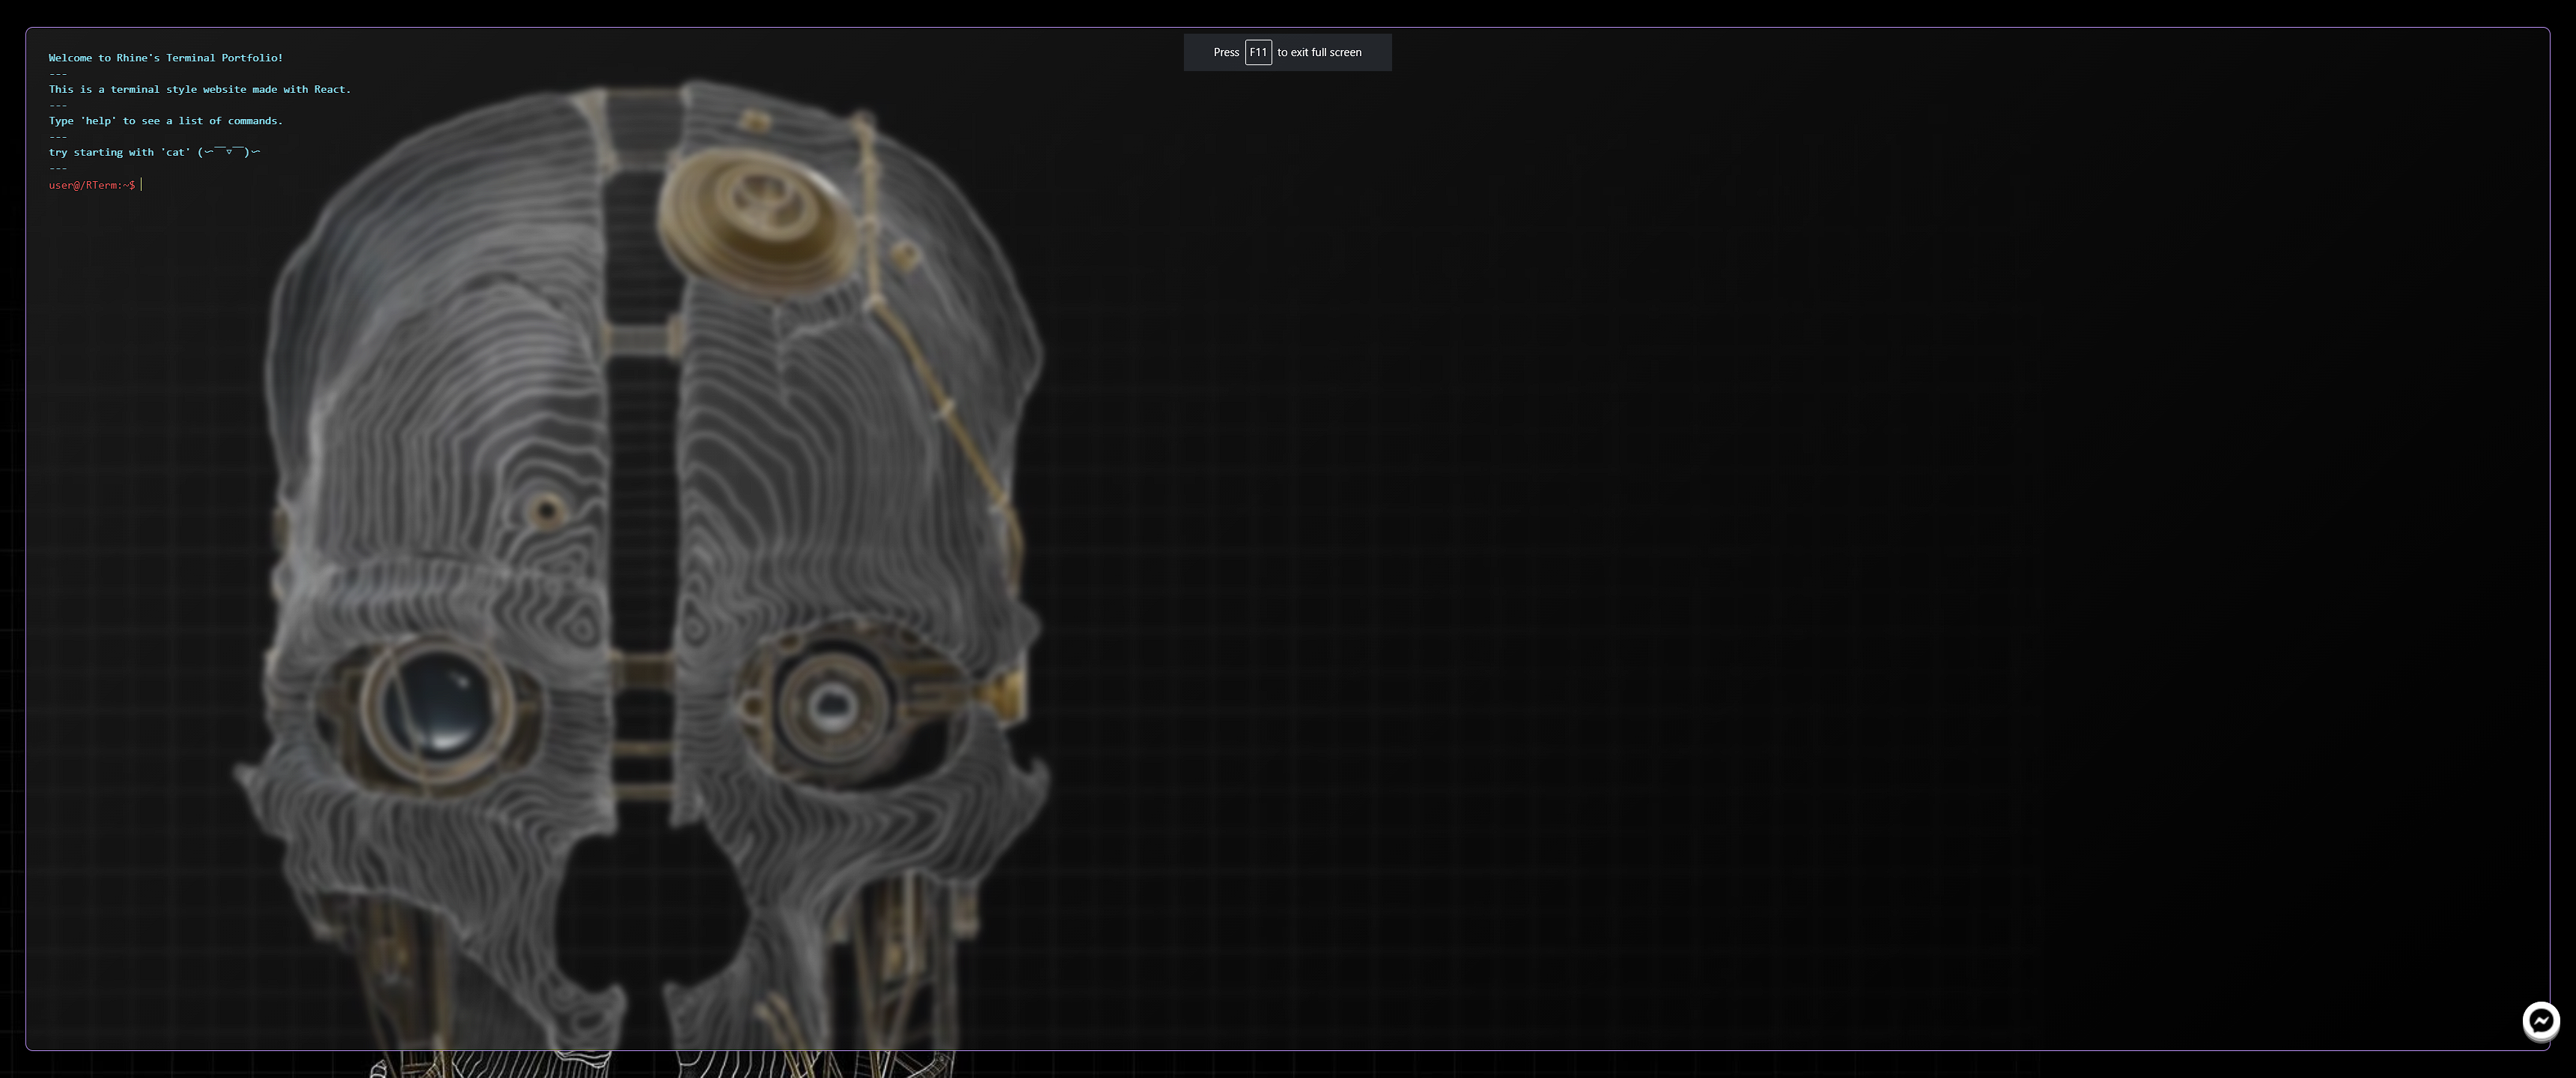 Welcome to Rhine's Terminal Portfolio!
---
This is a terminal style website made with React.
---
Type 'help' to see a list of commands.
---
try starting with 'cat' (∽￣▿￣)∽
---
user@/RTerm:~$
Press F11 to exit full screen